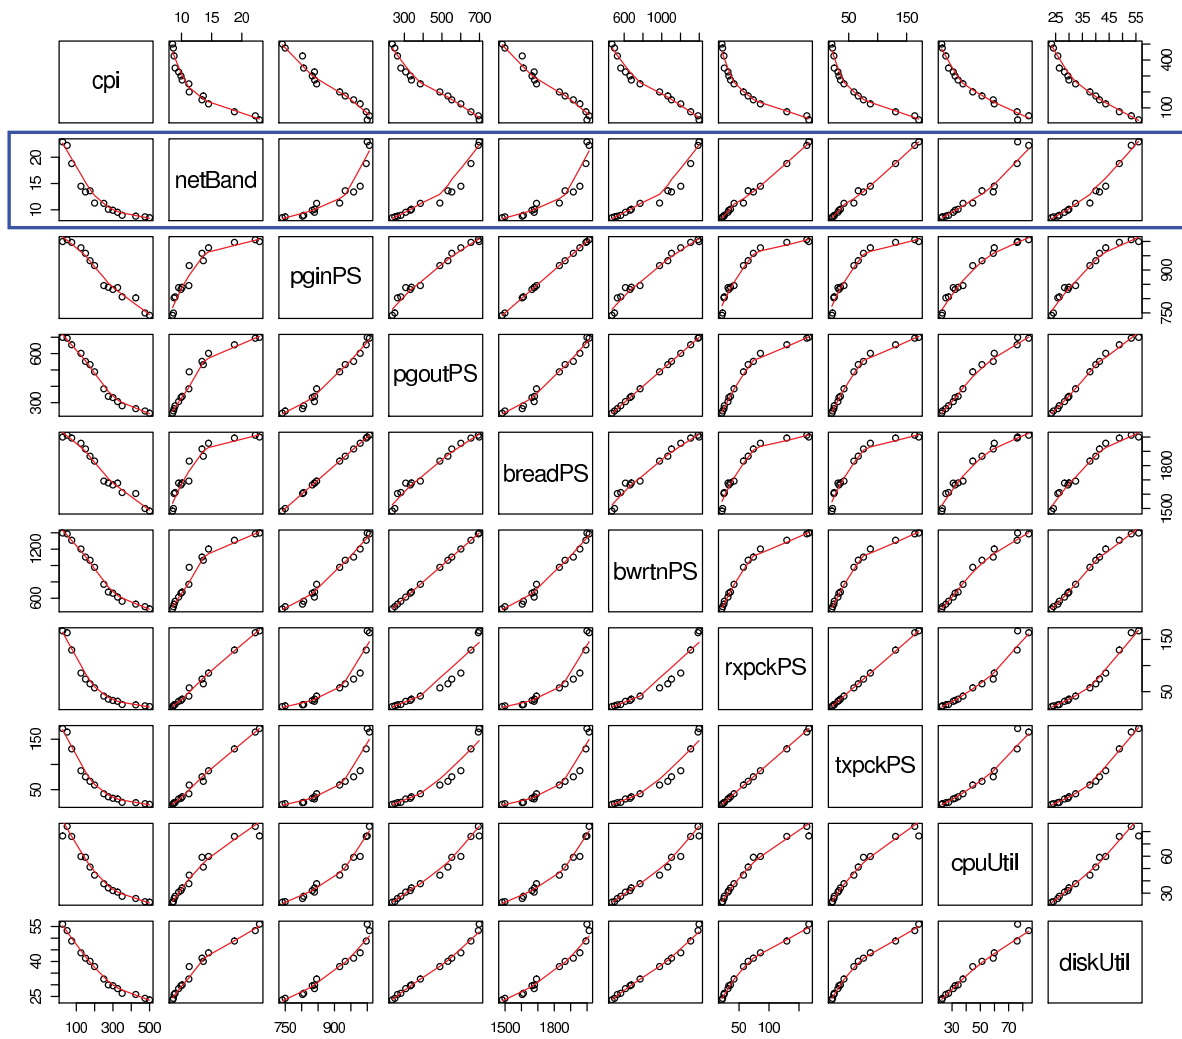 10 15 20 300 500 700 600 1000 50 150 25 35 45 55
cpi
100 400
10 15 20
netBand
pginPS
750 900
300 600
pgoutPS
breadPS
1500 1800
600 1200
bwrtnPS
rxpckPS
50 150
50 150
txpckPS
cpuUtil
30 60
25 40 55
diskUtil
100 300 500 750 900 1500 1800 50 100 30 50 70